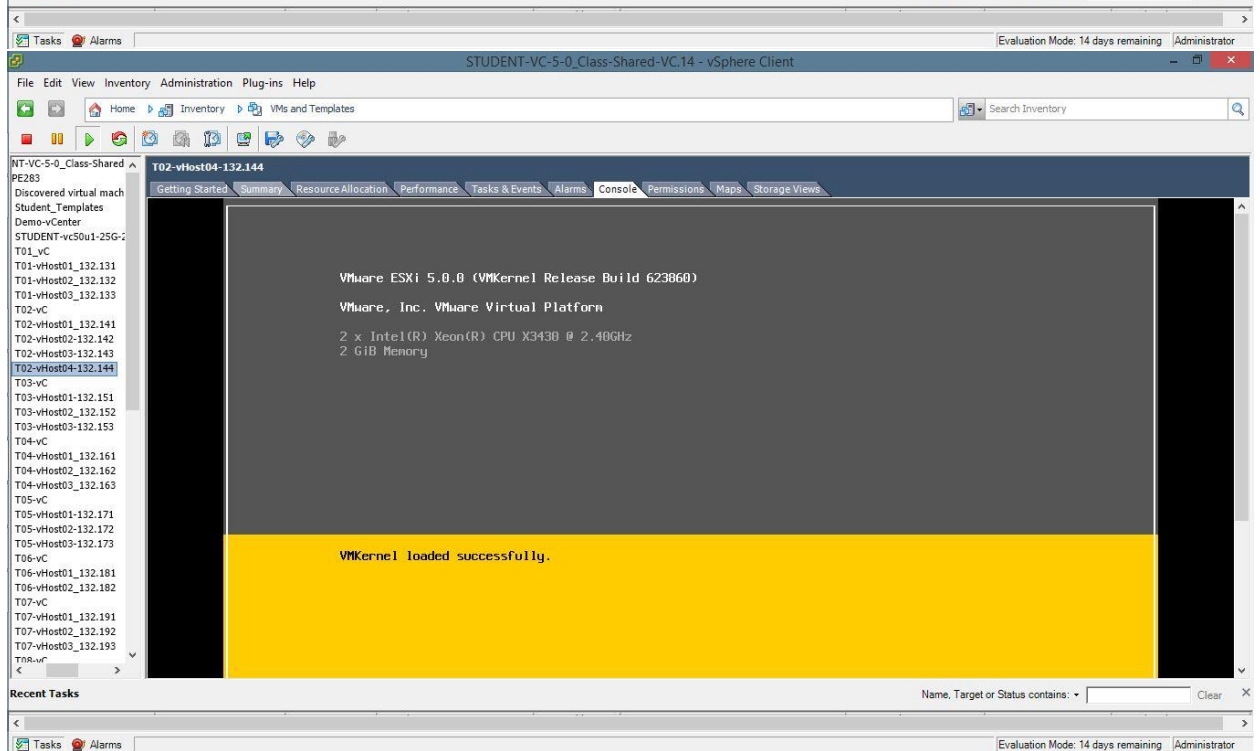 Tasks Alarms Evaluation Mode: 14 days remaining Administrator
STUDENT-VC-5-0_Class-Shared-VC.14 - vSphere Client
File Edit View Inventory Administration Plug-ins Help
Home Inventory VMs and Templates Search Inventory
NT-VC-5-0_Class-Shared
PE283
Discovered virtual mach
Student_Templates
Demo-vCenter
STUDENT-vc50u1-25G-2
T01_vC
T01-vHost01_132.131
T01-vHost02_132.132
T01-vHost03_132.133
T02-vC
T02-vHost01_132.141
T02-vHost02-132.142
T02-vHost03-132.143
T02-vHost04-132.144
T03-vC
T03-vHost01-132.151
T03-vHost02_132.152
T03-vHost03-132.153
T04-vC
T04-vHost01_132.161
T04-vHost02_132.162
T04-vHost03_132.163
T05-vC
T05-vHost01-132.171
T05-vHost02-132.172
T05-vHost03-132.173
T06-vC
T06-vHost01_132.181
T06-vHost02_132.182
T07-vC
T07-vHost01_132.191
T07-vHost02_132.192
T07-vHost03_132.193
T08-vC
T02-vHost04-132.144
Getting Started Summary Resource Allocation Performance Tasks & Events Alarms Console Permissions Maps Storage Views
VMware ESXi 5.0.0 (VMKernel Release Build 623860)
VMware, Inc. VMware Virtual Platform
2 x Intel(R) Xeon(R) CPU X3430 @ 2.40GHz
2 GiB Memory
VMKernel loaded successfully.
Recent Tasks Name, Target or Status contains: Clear
Tasks Alarms Evaluation Mode: 14 days remaining Administrator